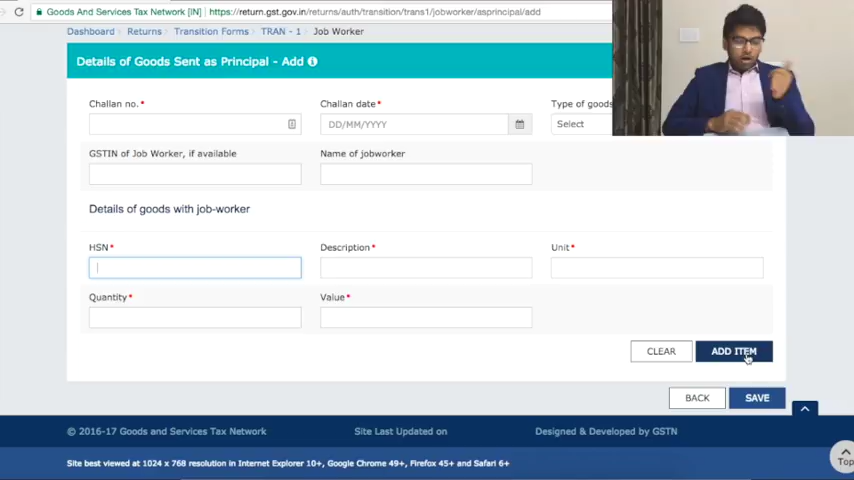 Goods And Services Tax Network [IN] https://return.gst.gov.in/returns/auth/transition/trans1/jobworker/asprincipal/add
Dashboard › Returns › Transition Forms › TRAN - 1 › Job Worker
Details of Goods Sent as Principal - Add
Challan no.* Challan date* Type of goods
DD/MM/YYYY Select
GSTIN of Job Worker, if available Name of jobworker
Details of goods with job-worker
HSN* Description* Unit*
Quantity* Value*
CLEAR ADD ITEM
BACK SAVE
© 2016-17 Goods and Services Tax Network Site Last Updated on Designed & Developed by GSTN
Site best viewed at 1024 x 768 resolution in Internet Explorer 10+, Google Chrome 49+, Firefox 45+ and Safari 6+
Top